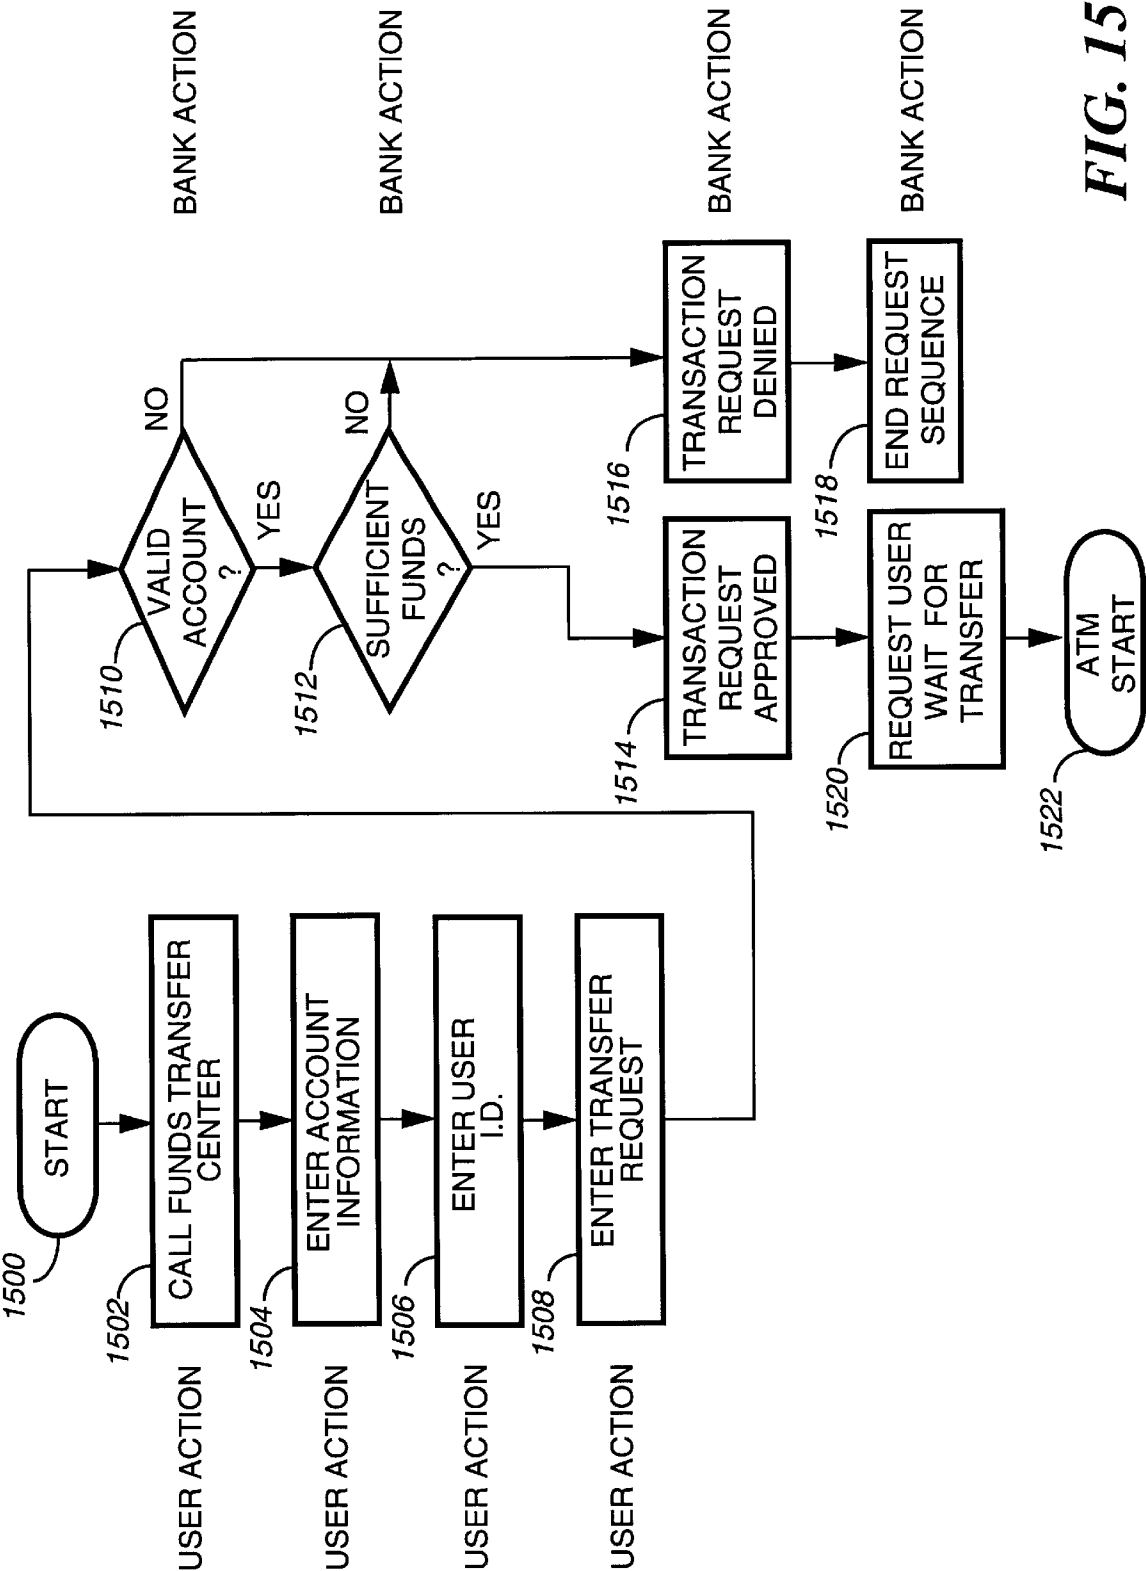 START
1500
CALL FUNDS TRANSFER
CENTER
1502
USER ACTION
ENTER ACCOUNT
INFORMATION
1504
USER ACTION
ENTER USER
I.D.
1506
USER ACTION
ENTER TRANSFER
REQUEST
1508
USER ACTION
VALID
ACCOUNT
?
1510
NO
YES
BANK ACTION
SUFFICIENT
FUNDS
?
1512
NO
YES
BANK ACTION
TRANSACTION
REQUEST
APPROVED
1514
TRANSACTION
REQUEST
DENIED
1516
BANK ACTION
REQUEST USER
WAIT FOR
TRANSFER
1520
END REQUEST
SEQUENCE
1518
BANK ACTION
ATM
START
1522
FIG. 15